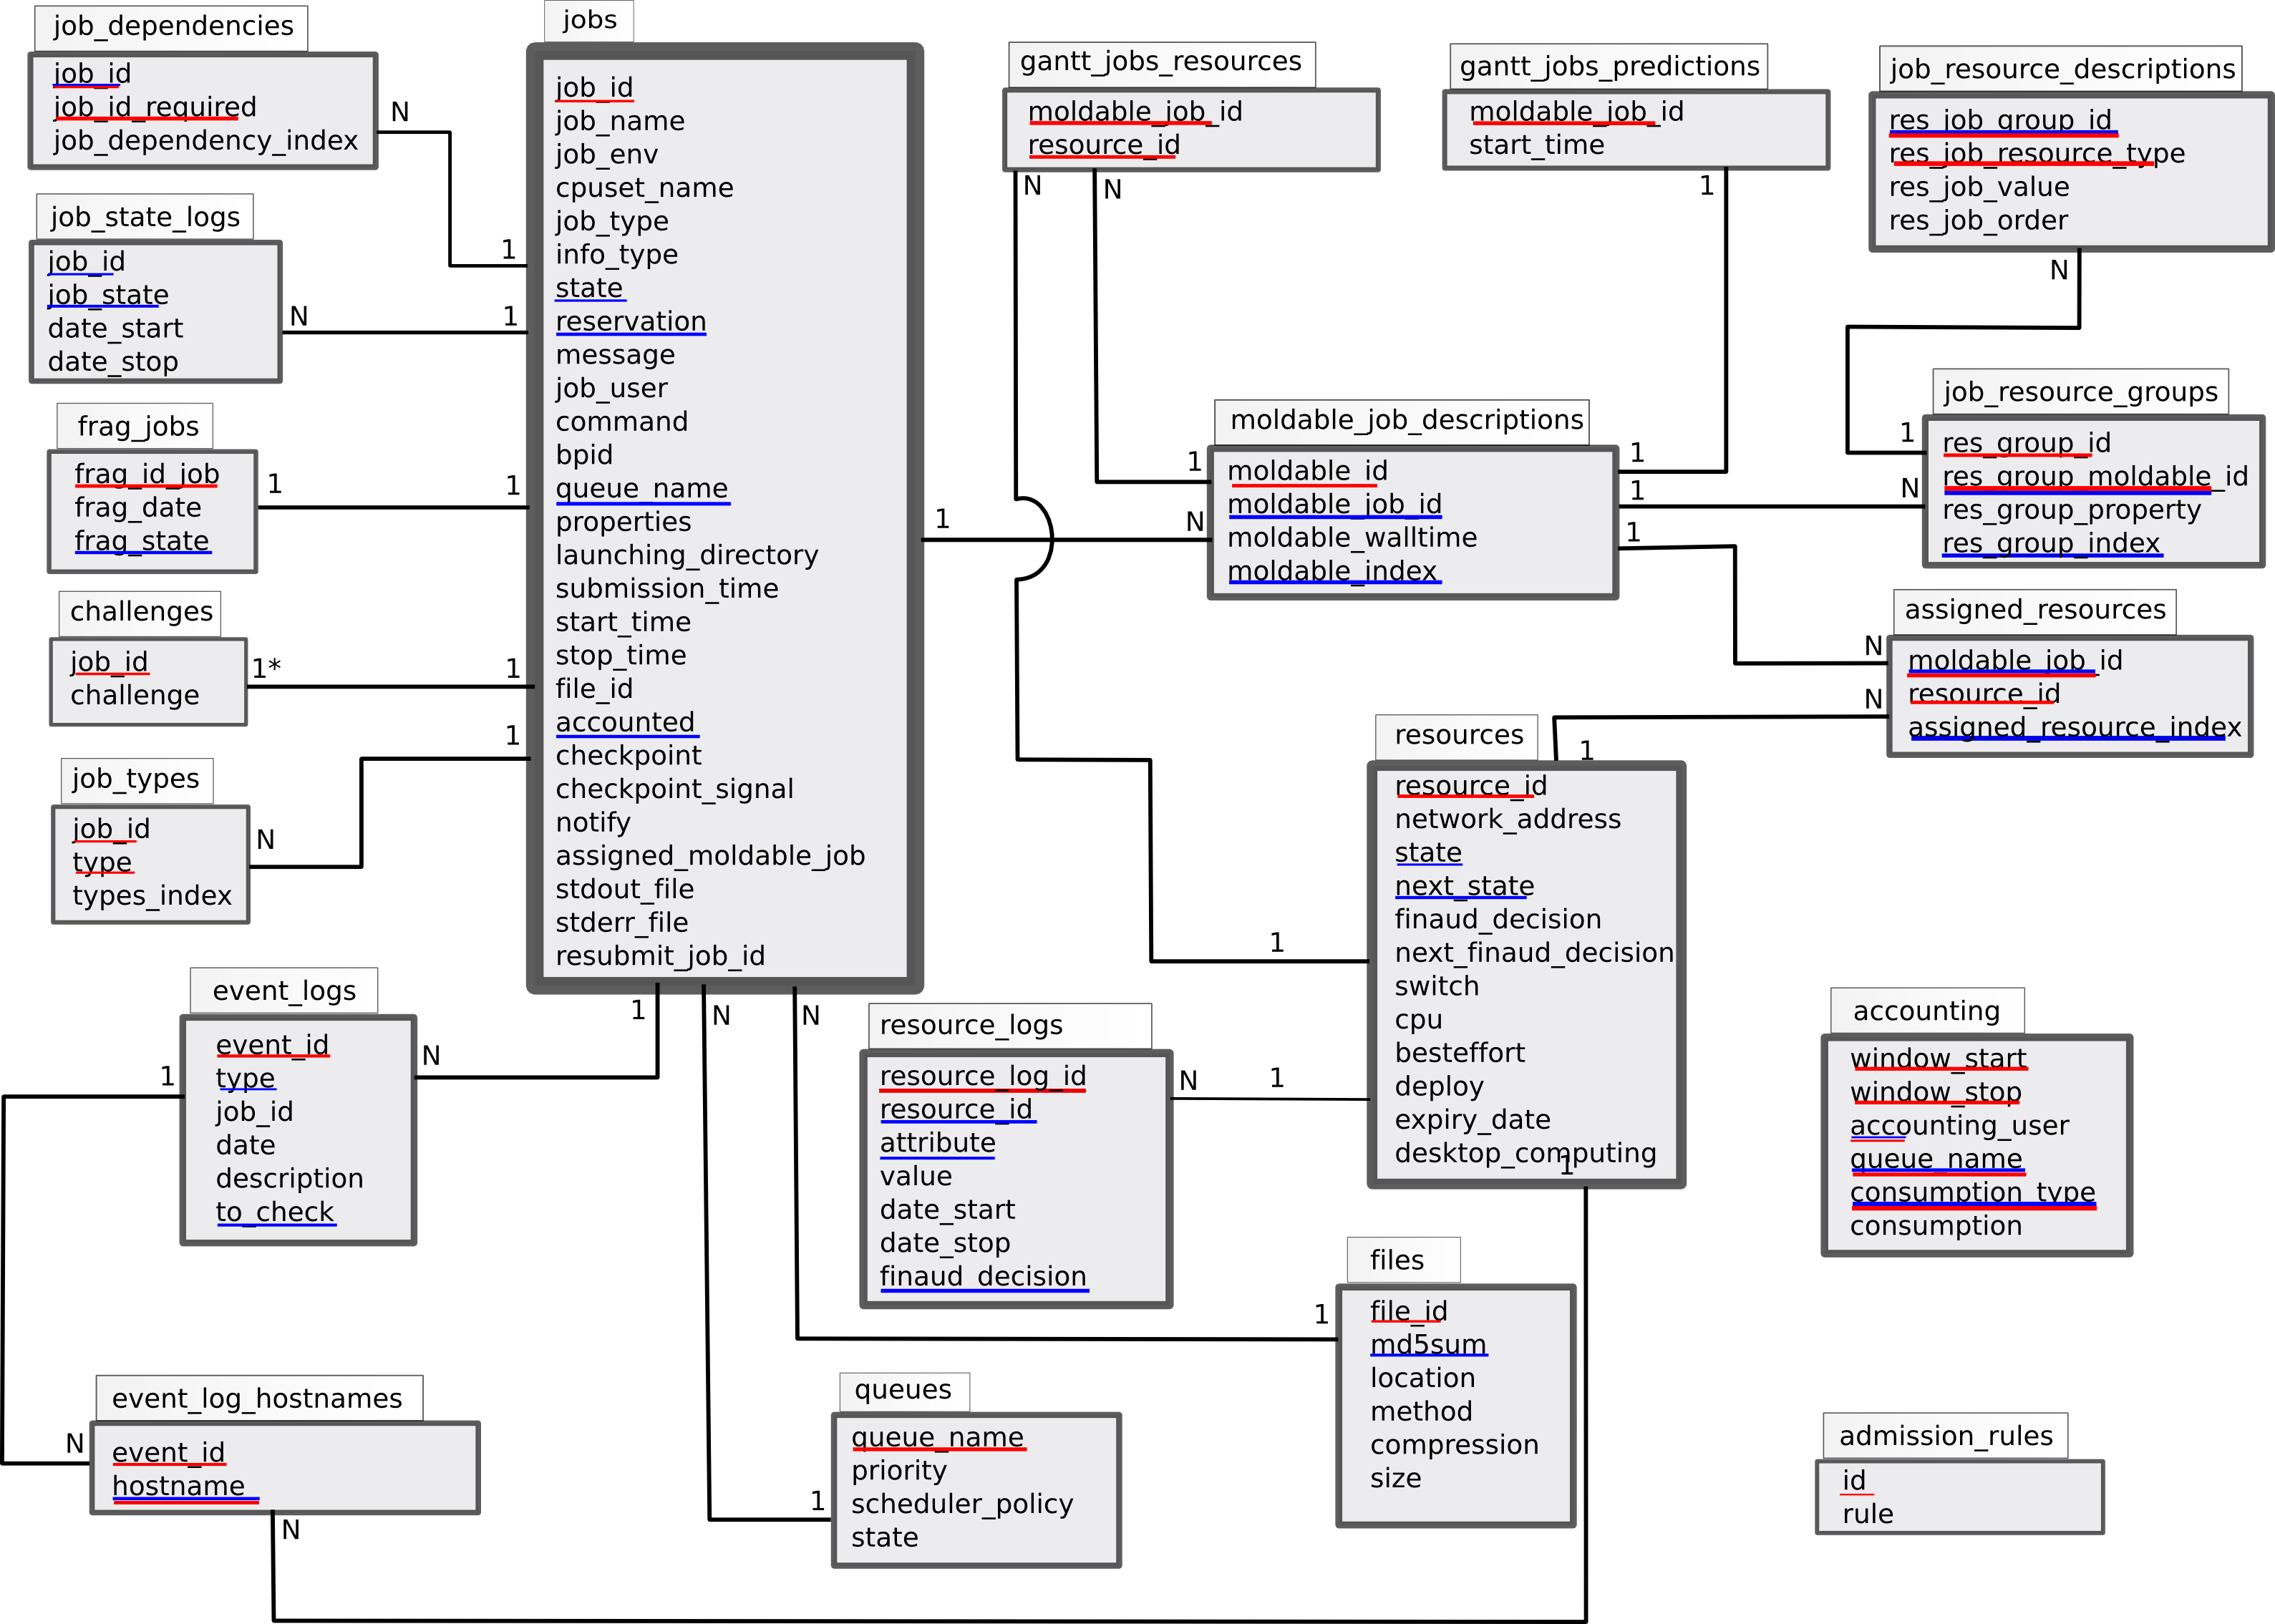 job_dependencies
job_id
job_id_required
job_dependency_index
N
1
job_state_logs
job_id
job_state
date_start
date_stop
N
1
frag_jobs
frag_id_job
frag_date
frag_state
1
1
challenges
job_id
challenge
1*
1
job_types
job_id
type
types_index
N
1
jobs
job_id
job_name
job_env
cpuset_name
job_type
info_type
state
reservation
message
job_user
command
bpid
queue_name
properties
launching_directory
submission_time
start_time
stop_time
file_id
accounted
checkpoint
checkpoint_signal
notify
assigned_moldable_job
stdout_file
stderr_file
resubmit_job_id
1
N
N
1
N
gantt_jobs_resources
moldable_job_id
resource_id
N
N
1
gantt_jobs_predictions
moldable_job_id
start_time
1
1
job_resource_descriptions
res_job_group_id
res_job_resource_type
res_job_value
res_job_order
N
1
moldable_job_descriptions
moldable_id
moldable_job_id
moldable_walltime
moldable_index
1
1
N
job_resource_groups
res_group_id
res_group_moldable_id
res_group_property
res_group_index
assigned_resources
moldable_job_id
resource_id
assigned_resource_index
N
N
1
resources
resource_id
network_address
state
next_state
finaud_decision
next_finaud_decision
switch
cpu
besteffort
deploy
expiry_date
desktop_computing
1
1
1
N
event_logs
event_id
type
job_id
date
description
to_check
N
1
resource_logs
resource_log_id
resource_id
attribute
value
date_start
date_stop
finaud_decision
accounting
window_start
window_stop
accounting_user
queue_name
consumption_type
consumption
files
file_id
md5sum
location
method
compression
size
1
event_log_hostnames
event_id
hostname
N
N
queues
queue_name
priority
scheduler_policy
state
1
admission_rules
id
rule